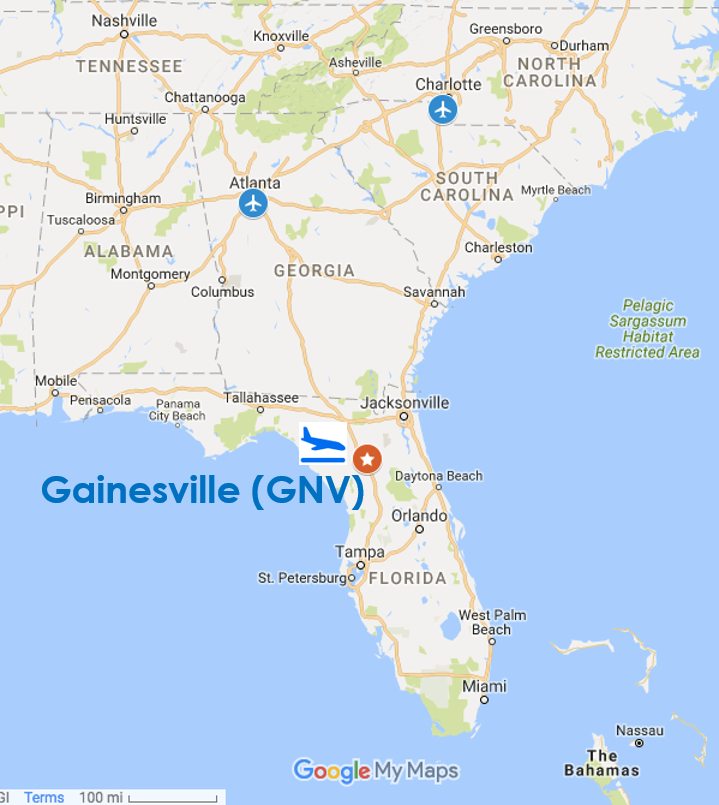 Nashville
Knoxville
Greensboro
Durham
TENNESSEE
Asheville
NORTH
CAROLINA
Charlotte
Chattanooga
Huntsville
Atlanta
SOUTH
CAROLINA
Myrtle Beach
Birmingham
PPI
Tuscaloosa
ALABAMA
Charleston
GEORGIA
Montgomery
Columbus
Savannah
Pelagic
Sargassum
Habitat
Restricted Area
Mobile
Pensacola
Panama
City Beach
Tallahassee
Jacksonville
Gainesville (GNV)
Daytona Beach
Orlando
Tampa
St. Petersburg
FLORIDA
West Palm
Beach
Miami
Nassau
The
Bahamas
Google My Maps
GI Terms 100 mi